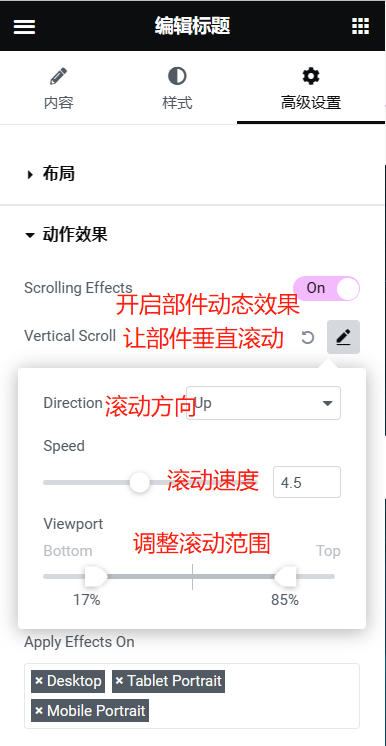 编辑标题
内容 样式 高级设置
布局
动作效果
Scrolling Effects On
开启部件动态效果
Vertical Scroll 让部件垂直滚动
Direction 滚动方向 Up
Speed
滚动速度 4.5
Viewport
调整滚动范围
Bottom Top
17% 85%
Apply Effects On
× Desktop × Tablet Portrait
× Mobile Portrait